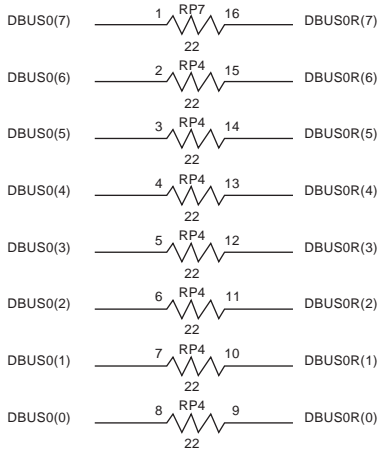 DBUS0(7) 1 RP7 16 DBUS0R(7)
22
DBUS0(6) 2 RP4 15 DBUS0R(6)
22
DBUS0(5) 3 RP4 14 DBUS0R(5)
22
DBUS0(4) 4 RP4 13 DBUS0R(4)
22
DBUS0(3) 5 RP4 12 DBUS0R(3)
22
DBUS0(2) 6 RP4 11 DBUS0R(2)
22
DBUS0(1) 7 RP4 10 DBUS0R(1)
22
DBUS0(0) 8 RP4 9 DBUS0R(0)
22